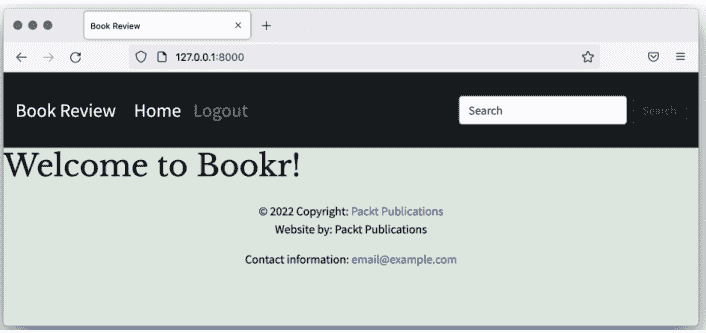 Book Review
127.0.0.1:8000
Book Review Home Logout Search Search
Welcome to Bookr!
© 2022 Copyright: Packt Publications
Website by: Packt Publications
Contact information: email@example.com